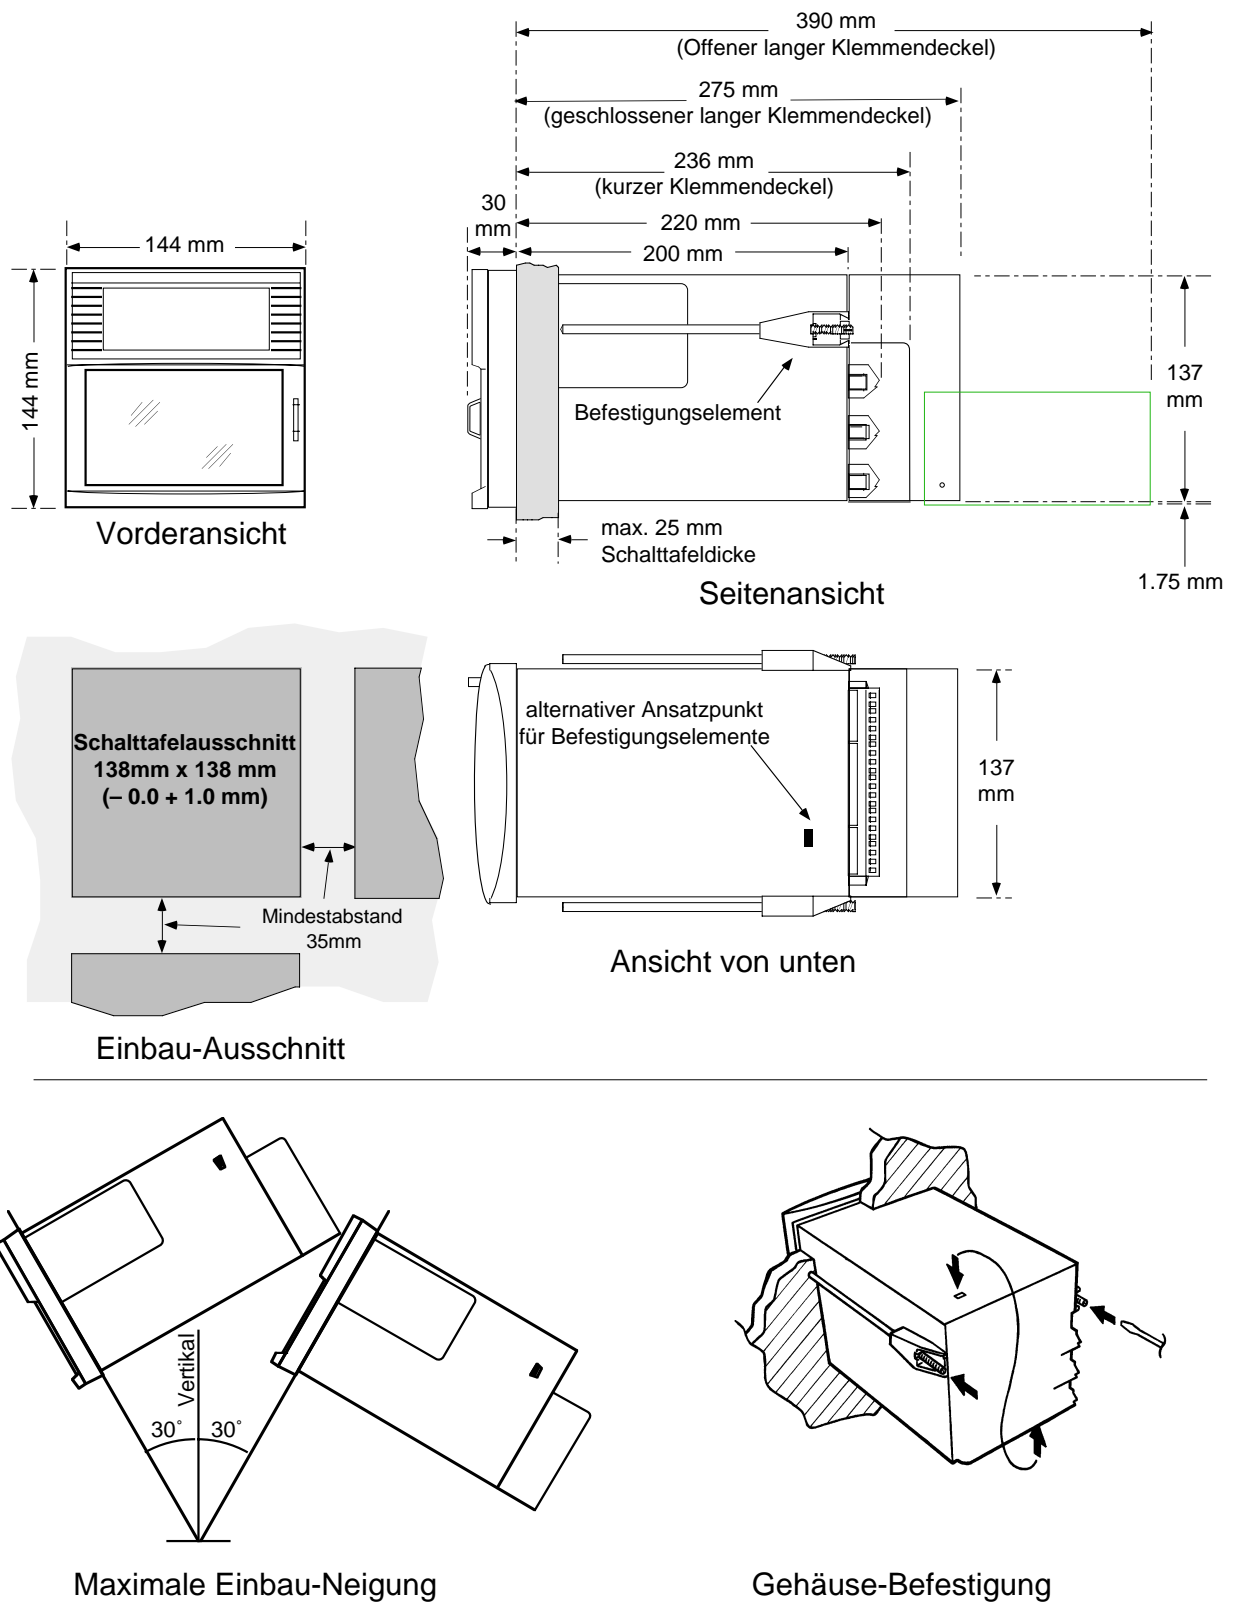 390 mm
(Offener langer Klemmendeckel)
275 mm
(geschlossener langer Klemmendeckel)
236 mm
(kurzer Klemmendeckel)
30
mm
220 mm
200 mm
144 mm
144 mm
Vorderansicht
Befestigungselement
137
mm
max. 25 mm
Schalttafeldicke
1.75 mm
Seitenansicht
Schalttafelausschnitt
138mm x 138 mm
(– 0.0 + 1.0 mm)
Mindestabstand
35mm
Einbau-Ausschnitt
alternativer Ansatzpunkt
für Befestigungselemente
137
mm
Ansicht von unten
Vertikal
30°
30°
Maximale Einbau-Neigung
Gehäuse-Befestigung